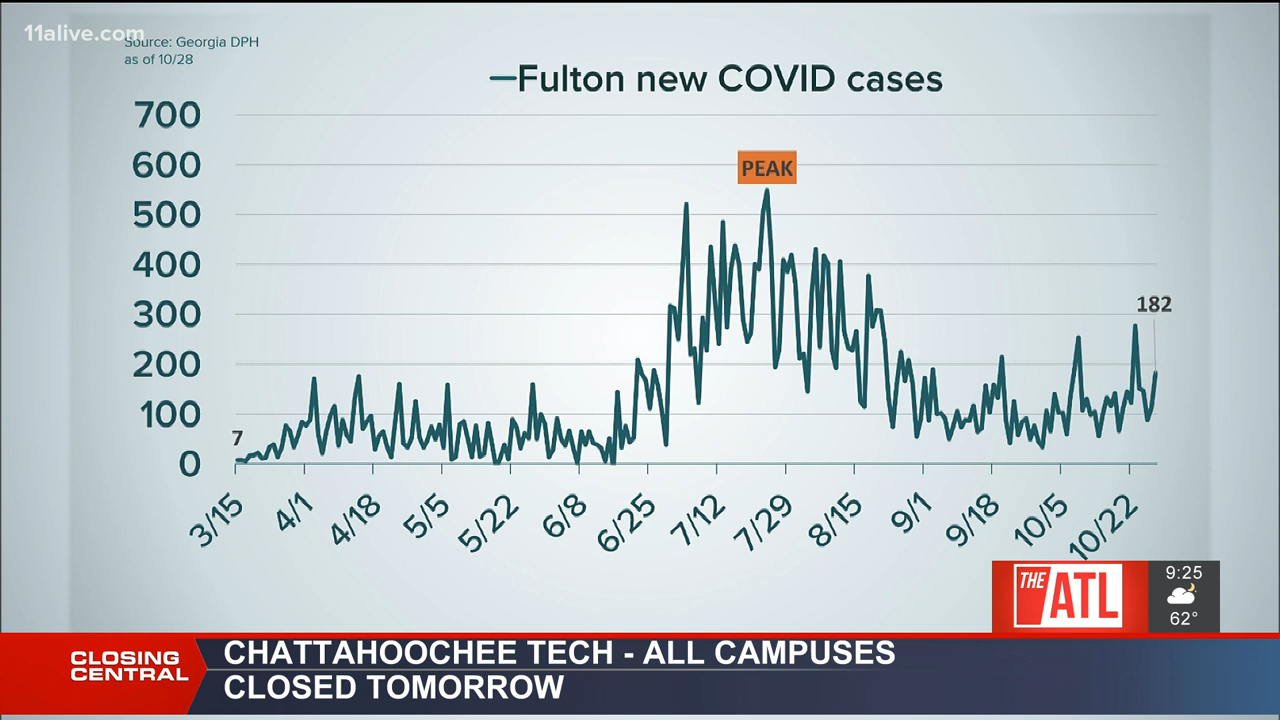 11alive.com
Source: Georgia DPH
as of 10/28
Fulton new COVID cases
700
600
500
400
300
200
100
0
PEAK
7
182
3/15
4/1
4/18
5/5
5/22
6/8
6/25
7/12
7/29
8/15
9/1
9/18
10/5
10/22
THE ATL
9:25
62°
CLOSING
CENTRAL
CHATTAHOOCHEE TECH - ALL CAMPUSES
CLOSED TOMORROW